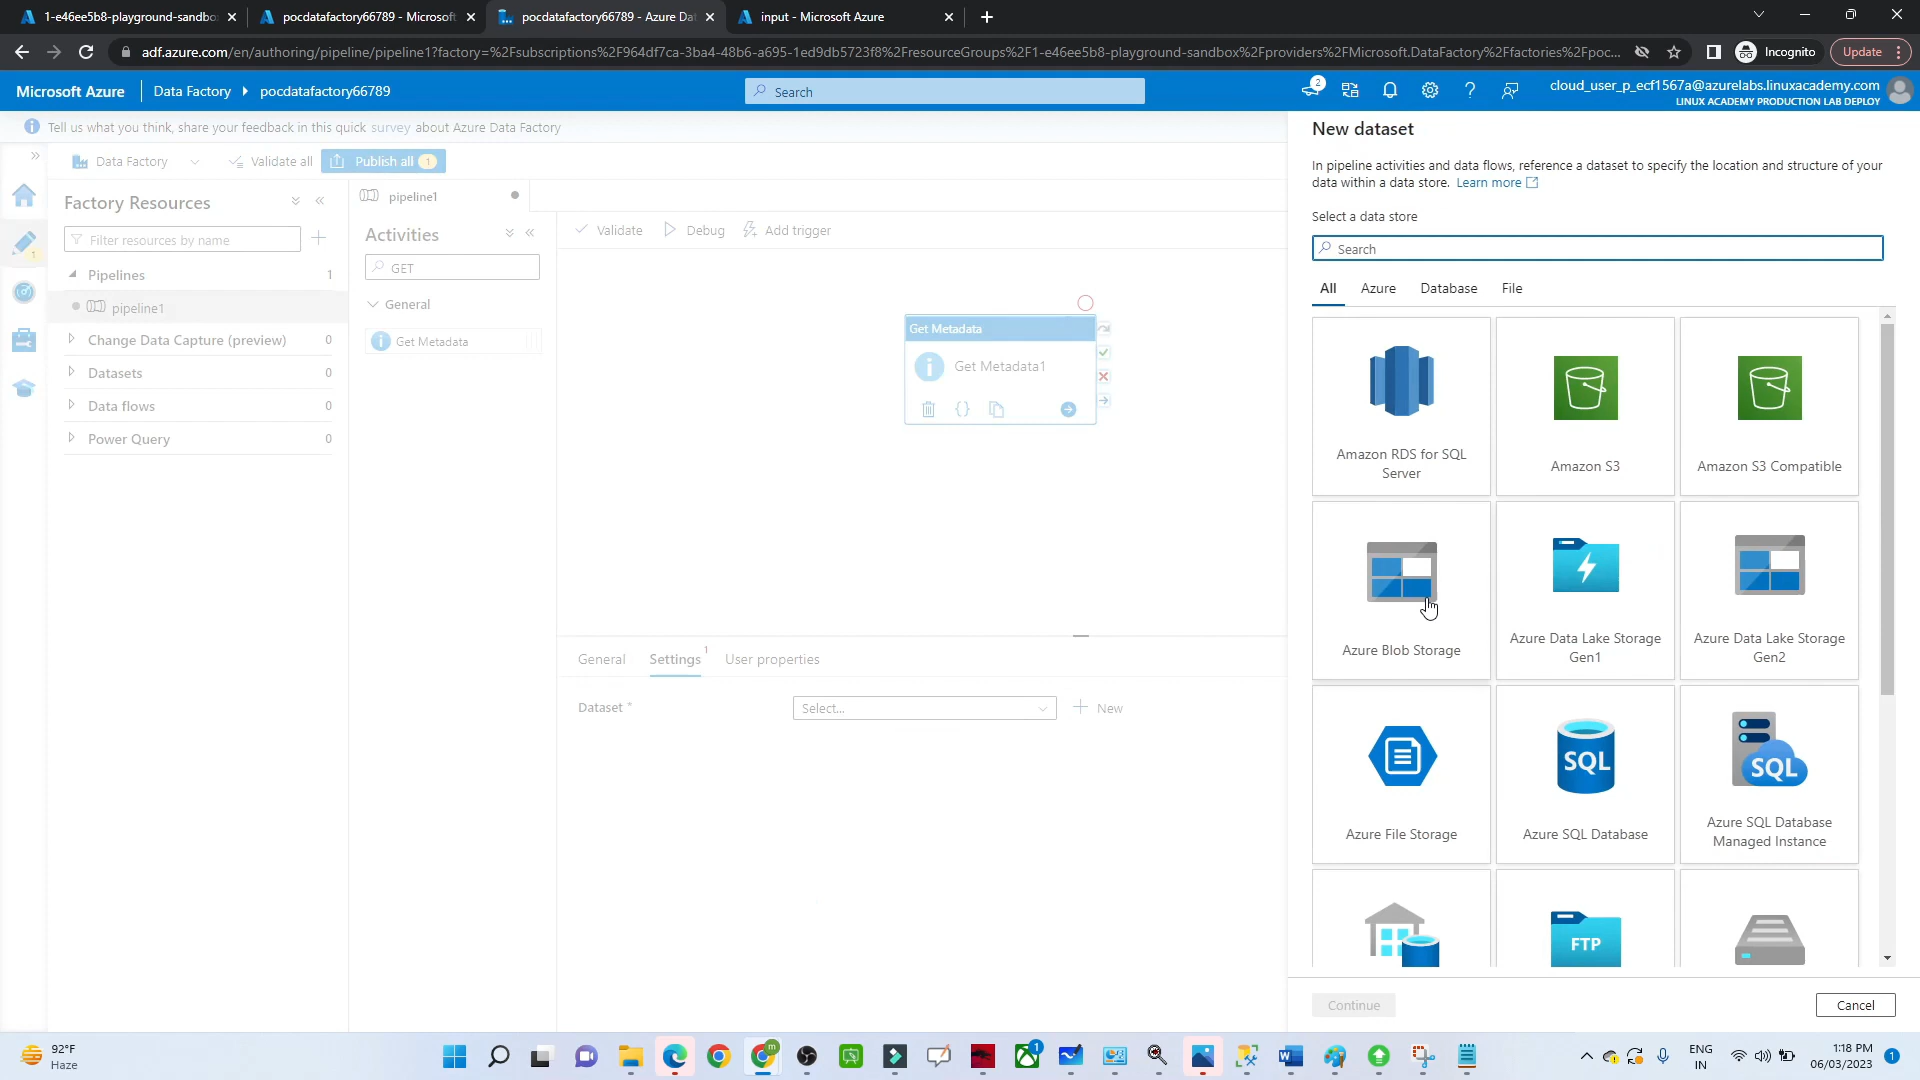 1-e46ee5b8-playground-sandbo
pocdatafactory66789 - Microsoft
pocdatafactory66789 - Azure Dat
input - Microsoft Azure
adf.azure.com/en/authoring/pipeline/pipeline1?factory=%2Fsubscriptions%2F964df7ca-3ba4-48b6-a695-1ed9db5723f8%2FresourceGroups%2F1-e46ee5b8-playground-sandbox%2Fproviders%2FMicrosoft.DataFactory%2Ffactories%2Fpoc...
Incognito
Update
Microsoft Azure
Data Factory
pocdatafactory66789
Search
2
cloud_user_p_ecf1567a@azurelabs.linuxacademy.com
LINUX ACADEMY PRODUCTION LAB DEPLOY
Tell us what you think, share your feedback in this quick survey about Azure Data Factory
Data Factory
Validate all
Publish all 1
Factory Resources
Filter resources by name
1
Pipelines 1
pipeline1
Change Data Capture (preview) 0
Datasets 0
Data flows 0
Power Query 0
pipeline1
Activities
GET
General
Get Metadata
Validate
Debug
Add trigger
Get Metadata
Get Metadata1
General
Settings 1
User properties
Dataset *
Select...
New
New dataset
In pipeline activities and data flows, reference a dataset to specify the location and structure of your
data within a data store. Learn more
Select a data store
Search
All
Azure
Database
File
Amazon RDS for SQL
Server
Amazon S3
Amazon S3 Compatible
Azure Blob Storage
Azure Data Lake Storage
Gen1
Azure Data Lake Storage
Gen2
Azure File Storage
SQL
Azure SQL Database
SQL
Azure SQL Database
Managed Instance
FTP
Continue
Cancel
92°F
Haze
m
1
ENG
IN
1:18 PM
06/03/2023
1